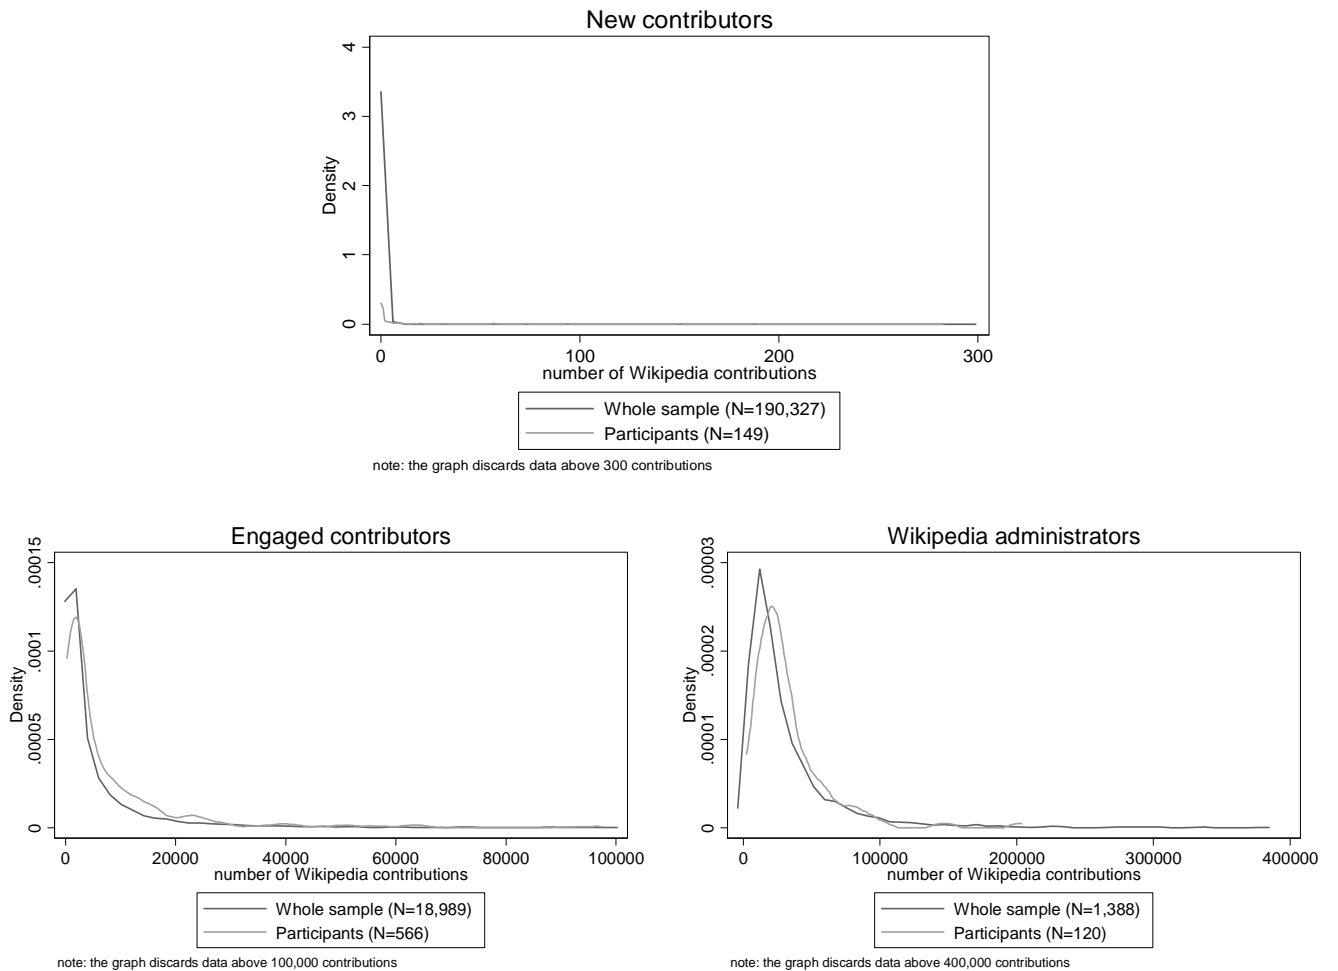 New contributors
Density
4
3
2
1
0
0 100 200 300
number of Wikipedia contributions
Whole sample (N=190,327)
Participants (N=149)
note: the graph discards data above 300 contributions
Engaged contributors
Density
.00015
.0001
.00005
0
0 20000 40000 60000 80000 100000
number of Wikipedia contributions
Whole sample (N=18,989)
Participants (N=566)
note: the graph discards data above 100,000 contributions
Wikipedia administrators
Density
.00003
.00002
.00001
0
0 100000 200000 300000 400000
number of Wikipedia contributions
Whole sample (N=1,388)
Participants (N=120)
note: the graph discards data above 400,000 contributions